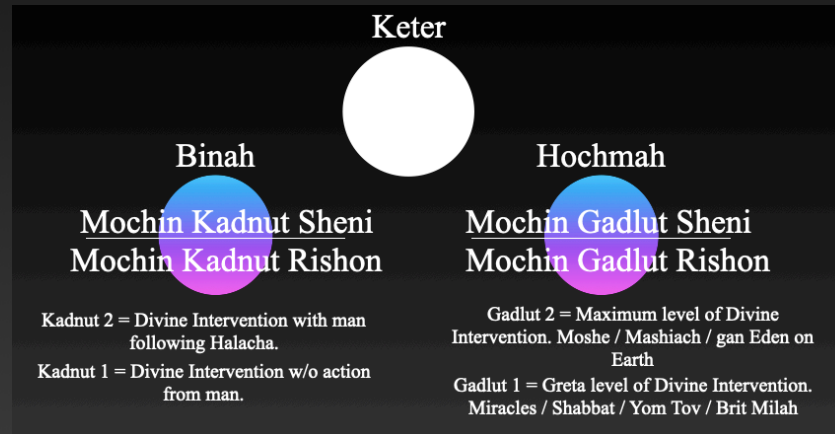 Keter
Binah
Hochmah
Mochin Kadnut Sheni
Mochin Kadnut Rishon
Mochin Gadlut Sheni
Mochin Gadlut Rishon
Kadnut 2 = Divine Intervention with man
following Halacha.
Kadnut 1 = Divine Intervention w/o action
from man.
Gadlut 2 = Maximum level of Divine
Intervention. Moshe / Mashiach / gan Eden on
Earth
Gadlut 1 = Greta level of Divine Intervention.
Miracles / Shabbat / Yom Tov / Brit Milah